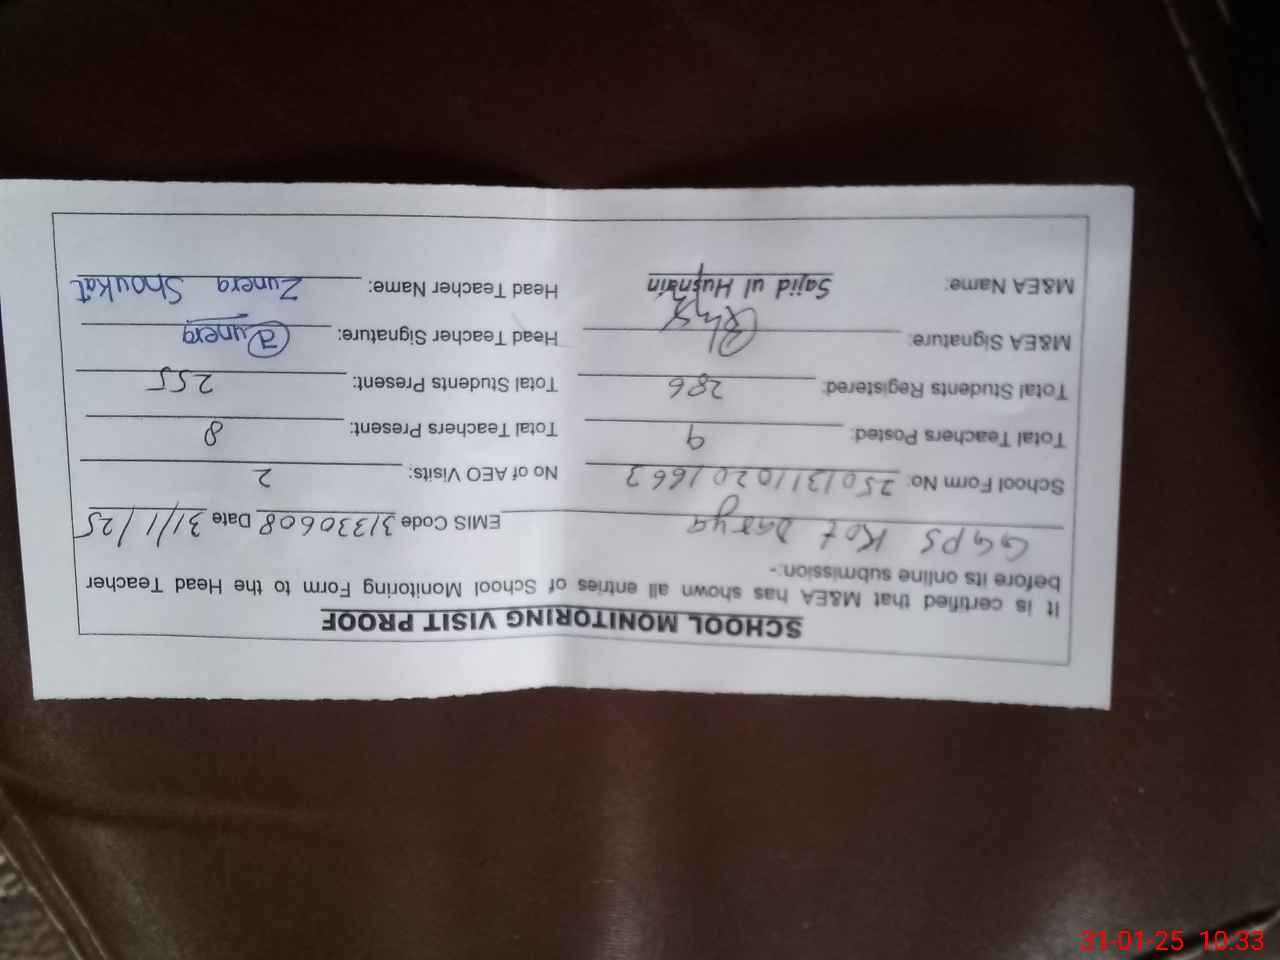 SCHOOL MONITORING VISIT PROOF
It is certified that M&EA has shown all entries of School Monitoring Form to the Head Teacher
before its online submission:-
GGPS Kot Darya EMIS Code 31330608 Date 31/1/25
School Form No: 250131102016 63 No of AEO Visits: 2
Total Teachers Posted: 9 Total Teachers Present: 8
Total Students Registered: 286 Total Students Present: 255
M&EA Signature: Head Teacher Signature: Zunera
M&EA Name: Sajid ul Husnain Head Teacher Name: Zunera Shoukat
31-01-25 10:33